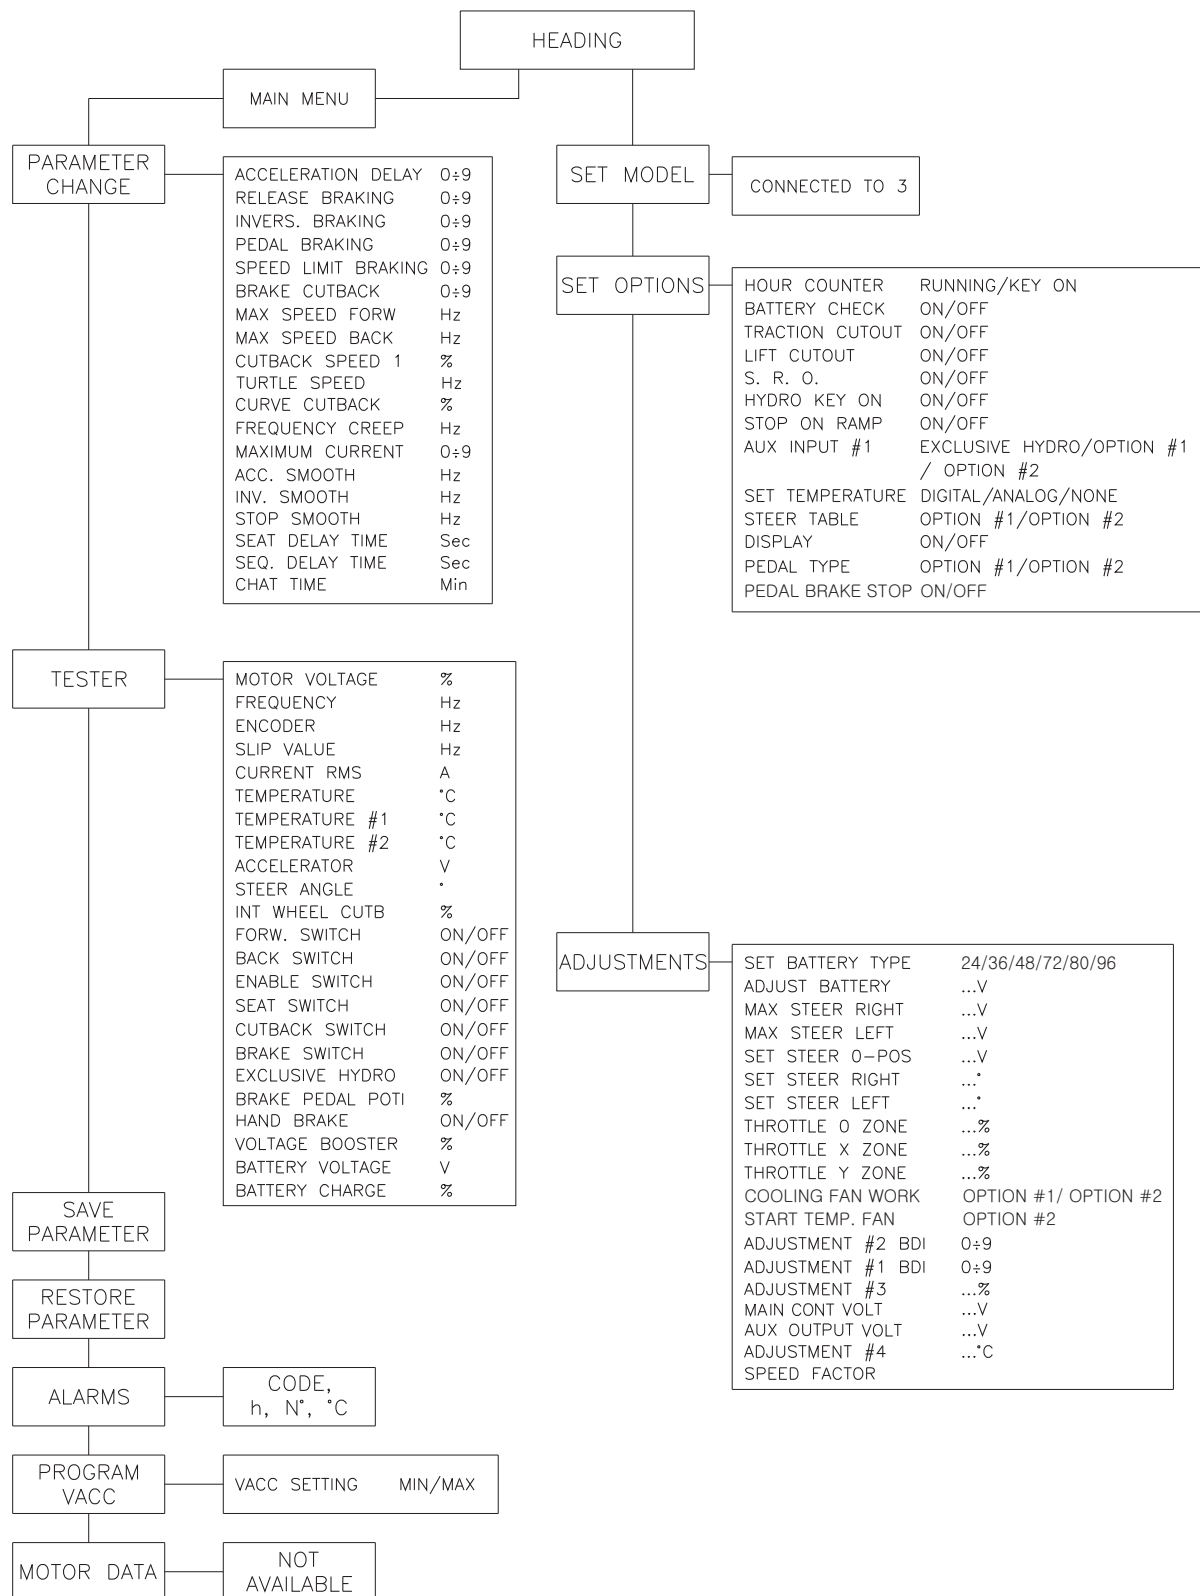 HEADING
MAIN MENU
PARAMETER
CHANGE
ACCELERATION DELAY 0÷9
RELEASE BRAKING 0÷9
INVERS. BRAKING 0÷9
PEDAL BRAKING 0÷9
SPEED LIMIT BRAKING 0÷9
BRAKE CUTBACK 0÷9
MAX SPEED FORW Hz
MAX SPEED BACK Hz
CUTBACK SPEED 1 %
TURTLE SPEED Hz
CURVE CUTBACK %
FREQUENCY CREEP Hz
MAXIMUM CURRENT 0÷9
ACC. SMOOTH Hz
INV. SMOOTH Hz
STOP SMOOTH Hz
SEAT DELAY TIME Sec
SEQ. DELAY TIME Sec
CHAT TIME Min
TESTER
MOTOR VOLTAGE %
FREQUENCY Hz
ENCODER Hz
SLIP VALUE Hz
CURRENT RMS A
TEMPERATURE °C
TEMPERATURE #1 °C
TEMPERATURE #2 °C
ACCELERATOR V
STEER ANGLE °
INT WHEEL CUTB %
FORW. SWITCH ON/OFF
BACK SWITCH ON/OFF
ENABLE SWITCH ON/OFF
SEAT SWITCH ON/OFF
CUTBACK SWITCH ON/OFF
BRAKE SWITCH ON/OFF
EXCLUSIVE HYDRO ON/OFF
BRAKE PEDAL POTI %
HAND BRAKE ON/OFF
VOLTAGE BOOSTER %
BATTERY VOLTAGE V
BATTERY CHARGE %
SAVE
PARAMETER
RESTORE
PARAMETER
ALARMS
CODE,
h, N°, °C
PROGRAM
VACC
VACC SETTING MIN/MAX
MOTOR DATA
NOT
AVAILABLE
SET MODEL
CONNECTED TO 3
SET OPTIONS
HOUR COUNTER RUNNING/KEY ON
BATTERY CHECK ON/OFF
TRACTION CUTOUT ON/OFF
LIFT CUTOUT ON/OFF
S. R. O. ON/OFF
HYDRO KEY ON ON/OFF
STOP ON RAMP ON/OFF
AUX INPUT #1 EXCLUSIVE HYDRO/OPTION #1
/ OPTION #2
SET TEMPERATURE DIGITAL/ANALOG/NONE
STEER TABLE OPTION #1/OPTION #2
DISPLAY ON/OFF
PEDAL TYPE OPTION #1/OPTION #2
PEDAL BRAKE STOP ON/OFF
ADJUSTMENTS
SET BATTERY TYPE 24/36/48/72/80/96
ADJUST BATTERY ...V
MAX STEER RIGHT ...V
MAX STEER LEFT ...V
SET STEER 0-POS ...V
SET STEER RIGHT ...°
SET STEER LEFT ...°
THROTTLE 0 ZONE ...%
THROTTLE X ZONE ...%
THROTTLE Y ZONE ...%
COOLING FAN WORK OPTION #1/ OPTION #2
START TEMP. FAN OPTION #2
ADJUSTMENT #2 BDI 0÷9
ADJUSTMENT #1 BDI 0÷9
ADJUSTMENT #3 ...%
MAIN CONT VOLT ...V
AUX OUTPUT VOLT ...V
ADJUSTMENT #4 ...°C
SPEED FACTOR